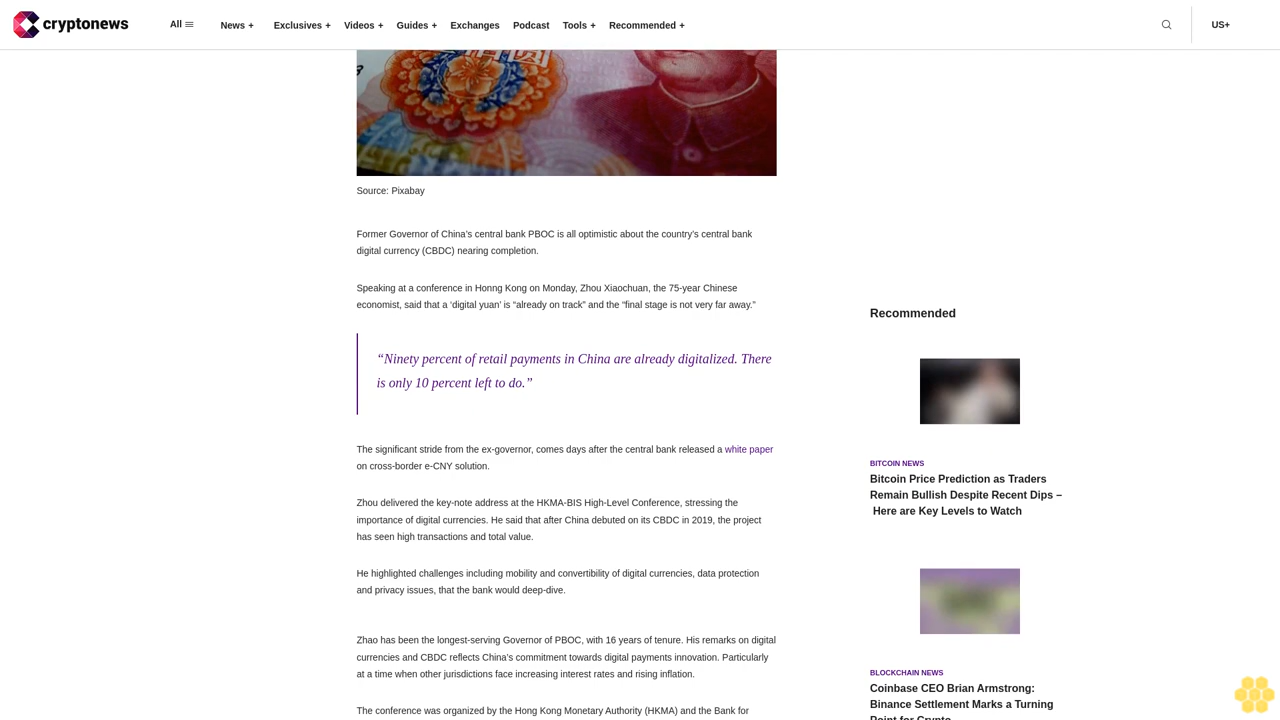 cryptonews
All
News +
Exclusives +
Videos +
Guides +
Exchanges
Podcast
Tools +
Recommended +
US+
Source: Pixabay
Former Governor of China’s central bank PBOC is all optimistic about the country’s central bank
digital currency (CBDC) nearing completion.
Speaking at a conference in Honng Kong on Monday, Zhou Xiaochuan, the 75-year Chinese
economist, said that a ‘digital yuan’ is “already on track” and the “final stage is not very far away.”
“Ninety percent of retail payments in China are already digitalized. There
is only 10 percent left to do.”
The significant stride from the ex-governor, comes days after the central bank released a white paper
on cross-border e-CNY solution.
Zhou delivered the key-note address at the HKMA-BIS High-Level Conference, stressing the
importance of digital currencies. He said that after China debuted on its CBDC in 2019, the project
has seen high transactions and total value.
He highlighted challenges including mobility and convertibility of digital currencies, data protection
and privacy issues, that the bank would deep-dive.
Zhao has been the longest-serving Governor of PBOC, with 16 years of tenure. His remarks on digital
currencies and CBDC reflects China’s commitment towards digital payments innovation. Particularly
at a time when other jurisdictions face increasing interest rates and rising inflation.
The conference was organized by the Hong Kong Monetary Authority (HKMA) and the Bank for
Recommended
BITCOIN NEWS
Bitcoin Price Prediction as Traders
Remain Bullish Despite Recent Dips –
Here are Key Levels to Watch
BLOCKCHAIN NEWS
Coinbase CEO Brian Armstrong:
Binance Settlement Marks a Turning
Point for Crypto